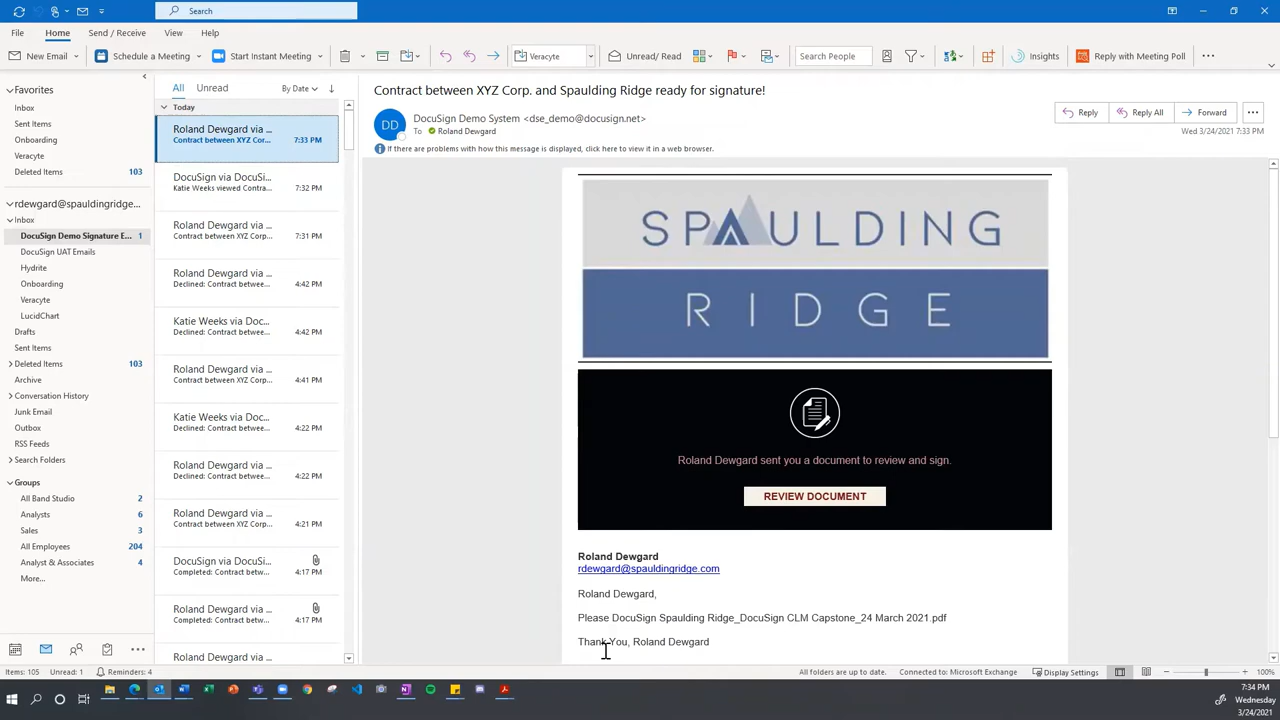 Search
File
Home
Send / Receive
View
Help
New Email
Schedule a Meeting
Start Instant Meeting
Veracyte
Unread/ Read
Search People
Insights
Reply with Meeting Poll
Favorites
Inbox
Sent Items
Onboarding
Veracyte
Deleted Items 103
rdewgard@spauldingridge...
Inbox
DocuSign Demo Signature E... 1
DocuSign UAT Emails
Hydrite
Onboarding
Veracyte
LucidChart
Drafts
Sent Items
Deleted Items 103
Archive
Conversation History
Junk Email
Outbox
RSS Feeds
Search Folders
Groups
All Band Studio 2
Analysts 6
Sales 3
All Employees 204
Analyst & Associates 4
More...
All Unread By Date
Today
Roland Dewgard via ...
Contract between XYZ Cor... 7:33 PM
DocuSign via DocuSi...
Katie Weeks viewed Contra... 7:32 PM
Roland Dewgard via ...
Contract between XYZ Corp... 7:31 PM
Roland Dewgard via ...
Declined: Contract betwee... 4:42 PM
Katie Weeks via Doc...
Declined: Contract betwee... 4:42 PM
Roland Dewgard via ...
Contract between XYZ Corp... 4:41 PM
Katie Weeks via Doc...
Declined: Contract betwee... 4:22 PM
Roland Dewgard via ...
Declined: Contract betwee... 4:22 PM
Roland Dewgard via ...
Contract between XYZ Corp... 4:21 PM
DocuSign via DocuSi...
Completed: Contract betw... 4:17 PM
Roland Dewgard via ...
Completed: Contract betw... 4:17 PM
Roland Dewgard via ...
Contract between XYZ Corp. and Spaulding Ridge ready for signature!
DD
DocuSign Demo System <dse_demo@docusign.net>
To Roland Dewgard
Reply
Reply All
Forward
Wed 3/24/2021 7:33 PM
If there are problems with how this message is displayed, click here to view it in a web browser.
SPAULDING
RIDGE
Roland Dewgard sent you a document to review and sign.
REVIEW DOCUMENT
Roland Dewgard
rdewgard@spauldingridge.com
Roland Dewgard,
Please DocuSign Spaulding Ridge_DocuSign CLM Capstone_24 March 2021.pdf
Thank You, Roland Dewgard
Items: 105 Unread: 1 Reminders: 4
All folders are up to date. Connected to: Microsoft Exchange Display Settings 100%
7:34 PM
Wednesday
3/24/2021